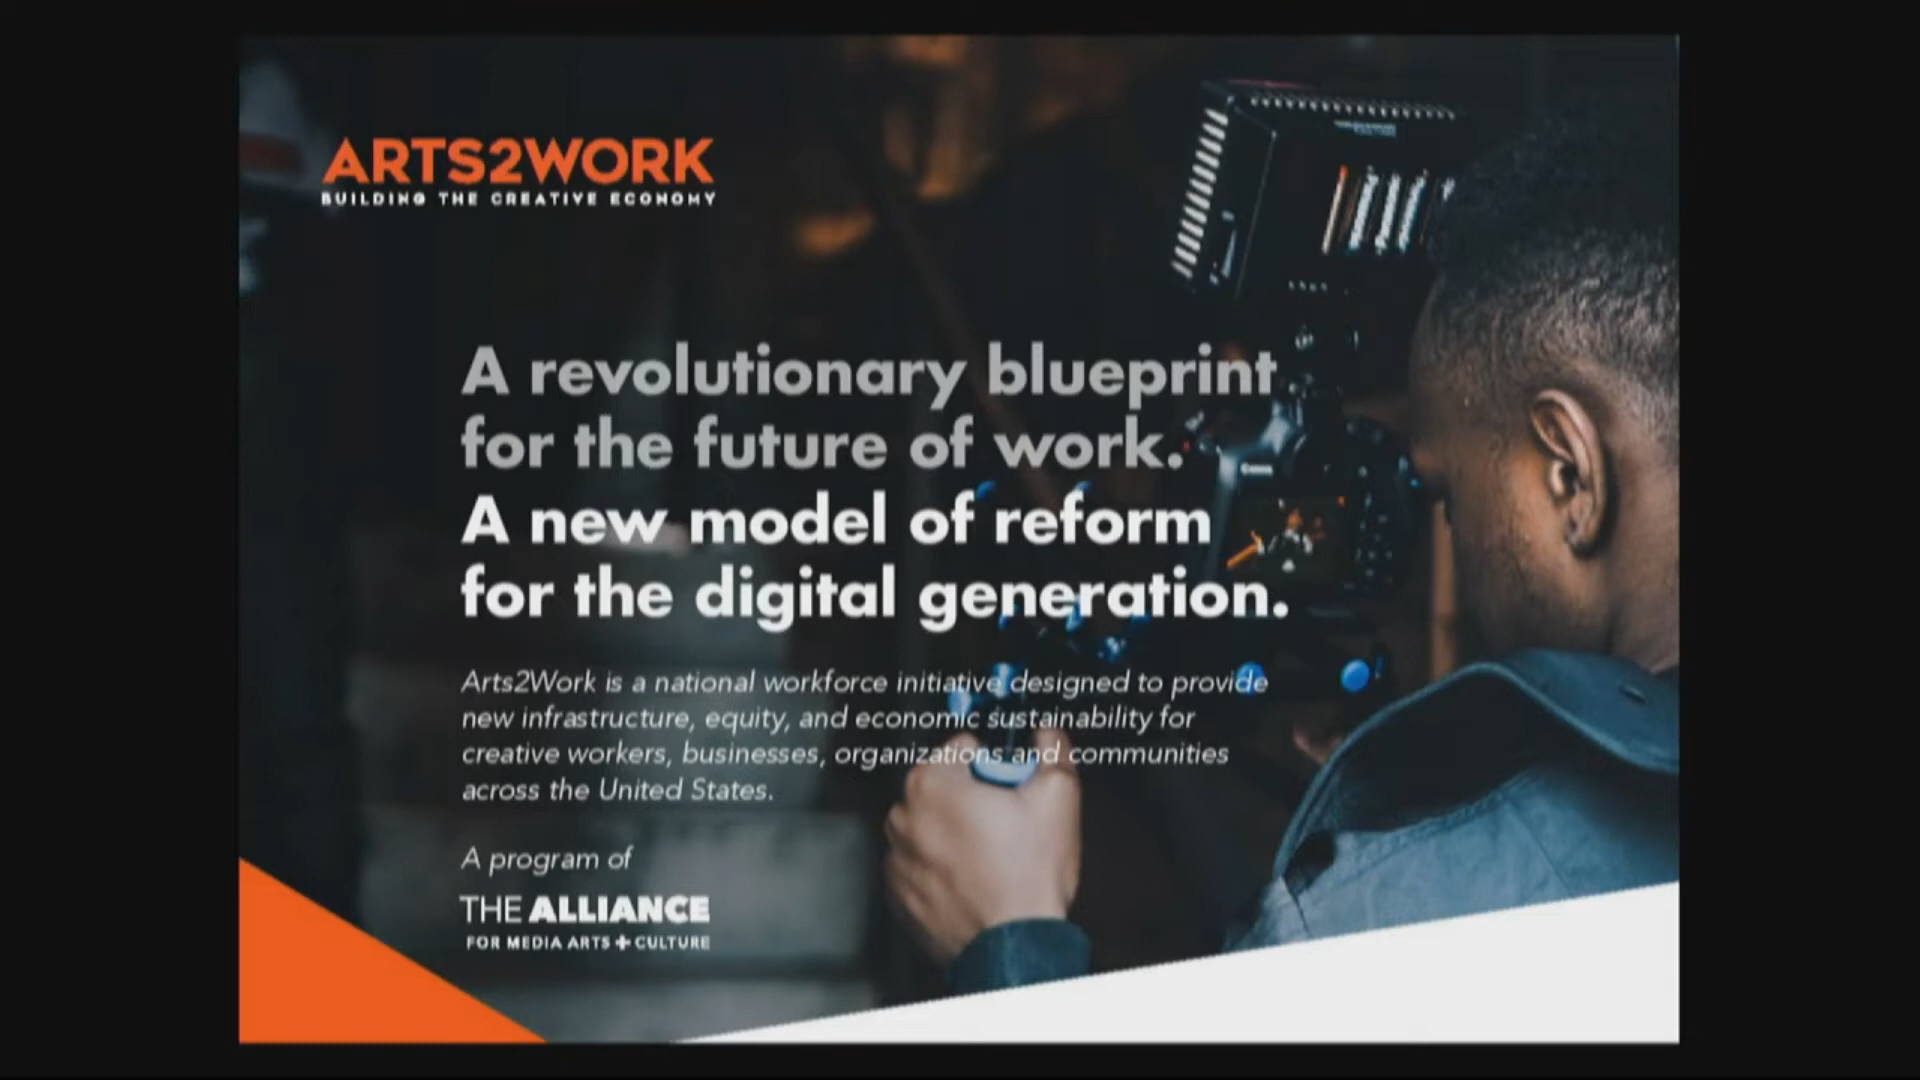 ARTS2WORK
BUILDING THE CREATIVE ECONOMY
A revolutionary blueprint
for the future of work.
A new model of reform
for the digital generation.
Arts2Work is a national workforce initiative designed to provide
new infrastructure, equity, and economic sustainability for
creative workers, businesses, organizations and communities
across the United States.
A program of
THE ALLIANCE
FOR MEDIA ARTS + CULTURE
Canon